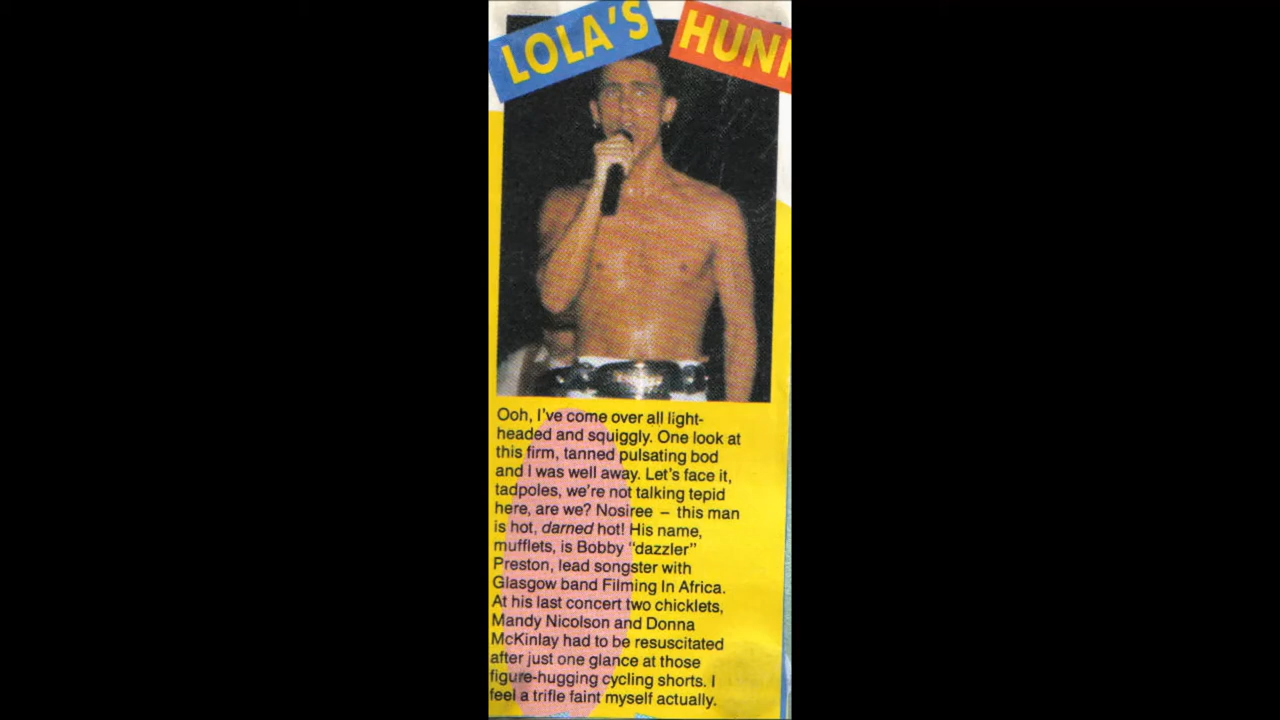 LOLA'S HUN
Ooh, I've come over all light-
headed and squiggly. One look at
this firm, tanned pulsating bod
and I was well away. Let's face it,
tadpoles, we're not talking tepid
here, are we? Nosiree – this man
is hot, darned hot! His name,
mufflets, is Bobby "dazzler"
Preston, lead songster with
Glasgow band Filming In Africa.
At his last concert two chicklets,
Mandy Nicolson and Donna
McKinlay had to be resuscitated
after just one glance at those
figure-hugging cycling shorts. I
feel a trifle faint myself actually.